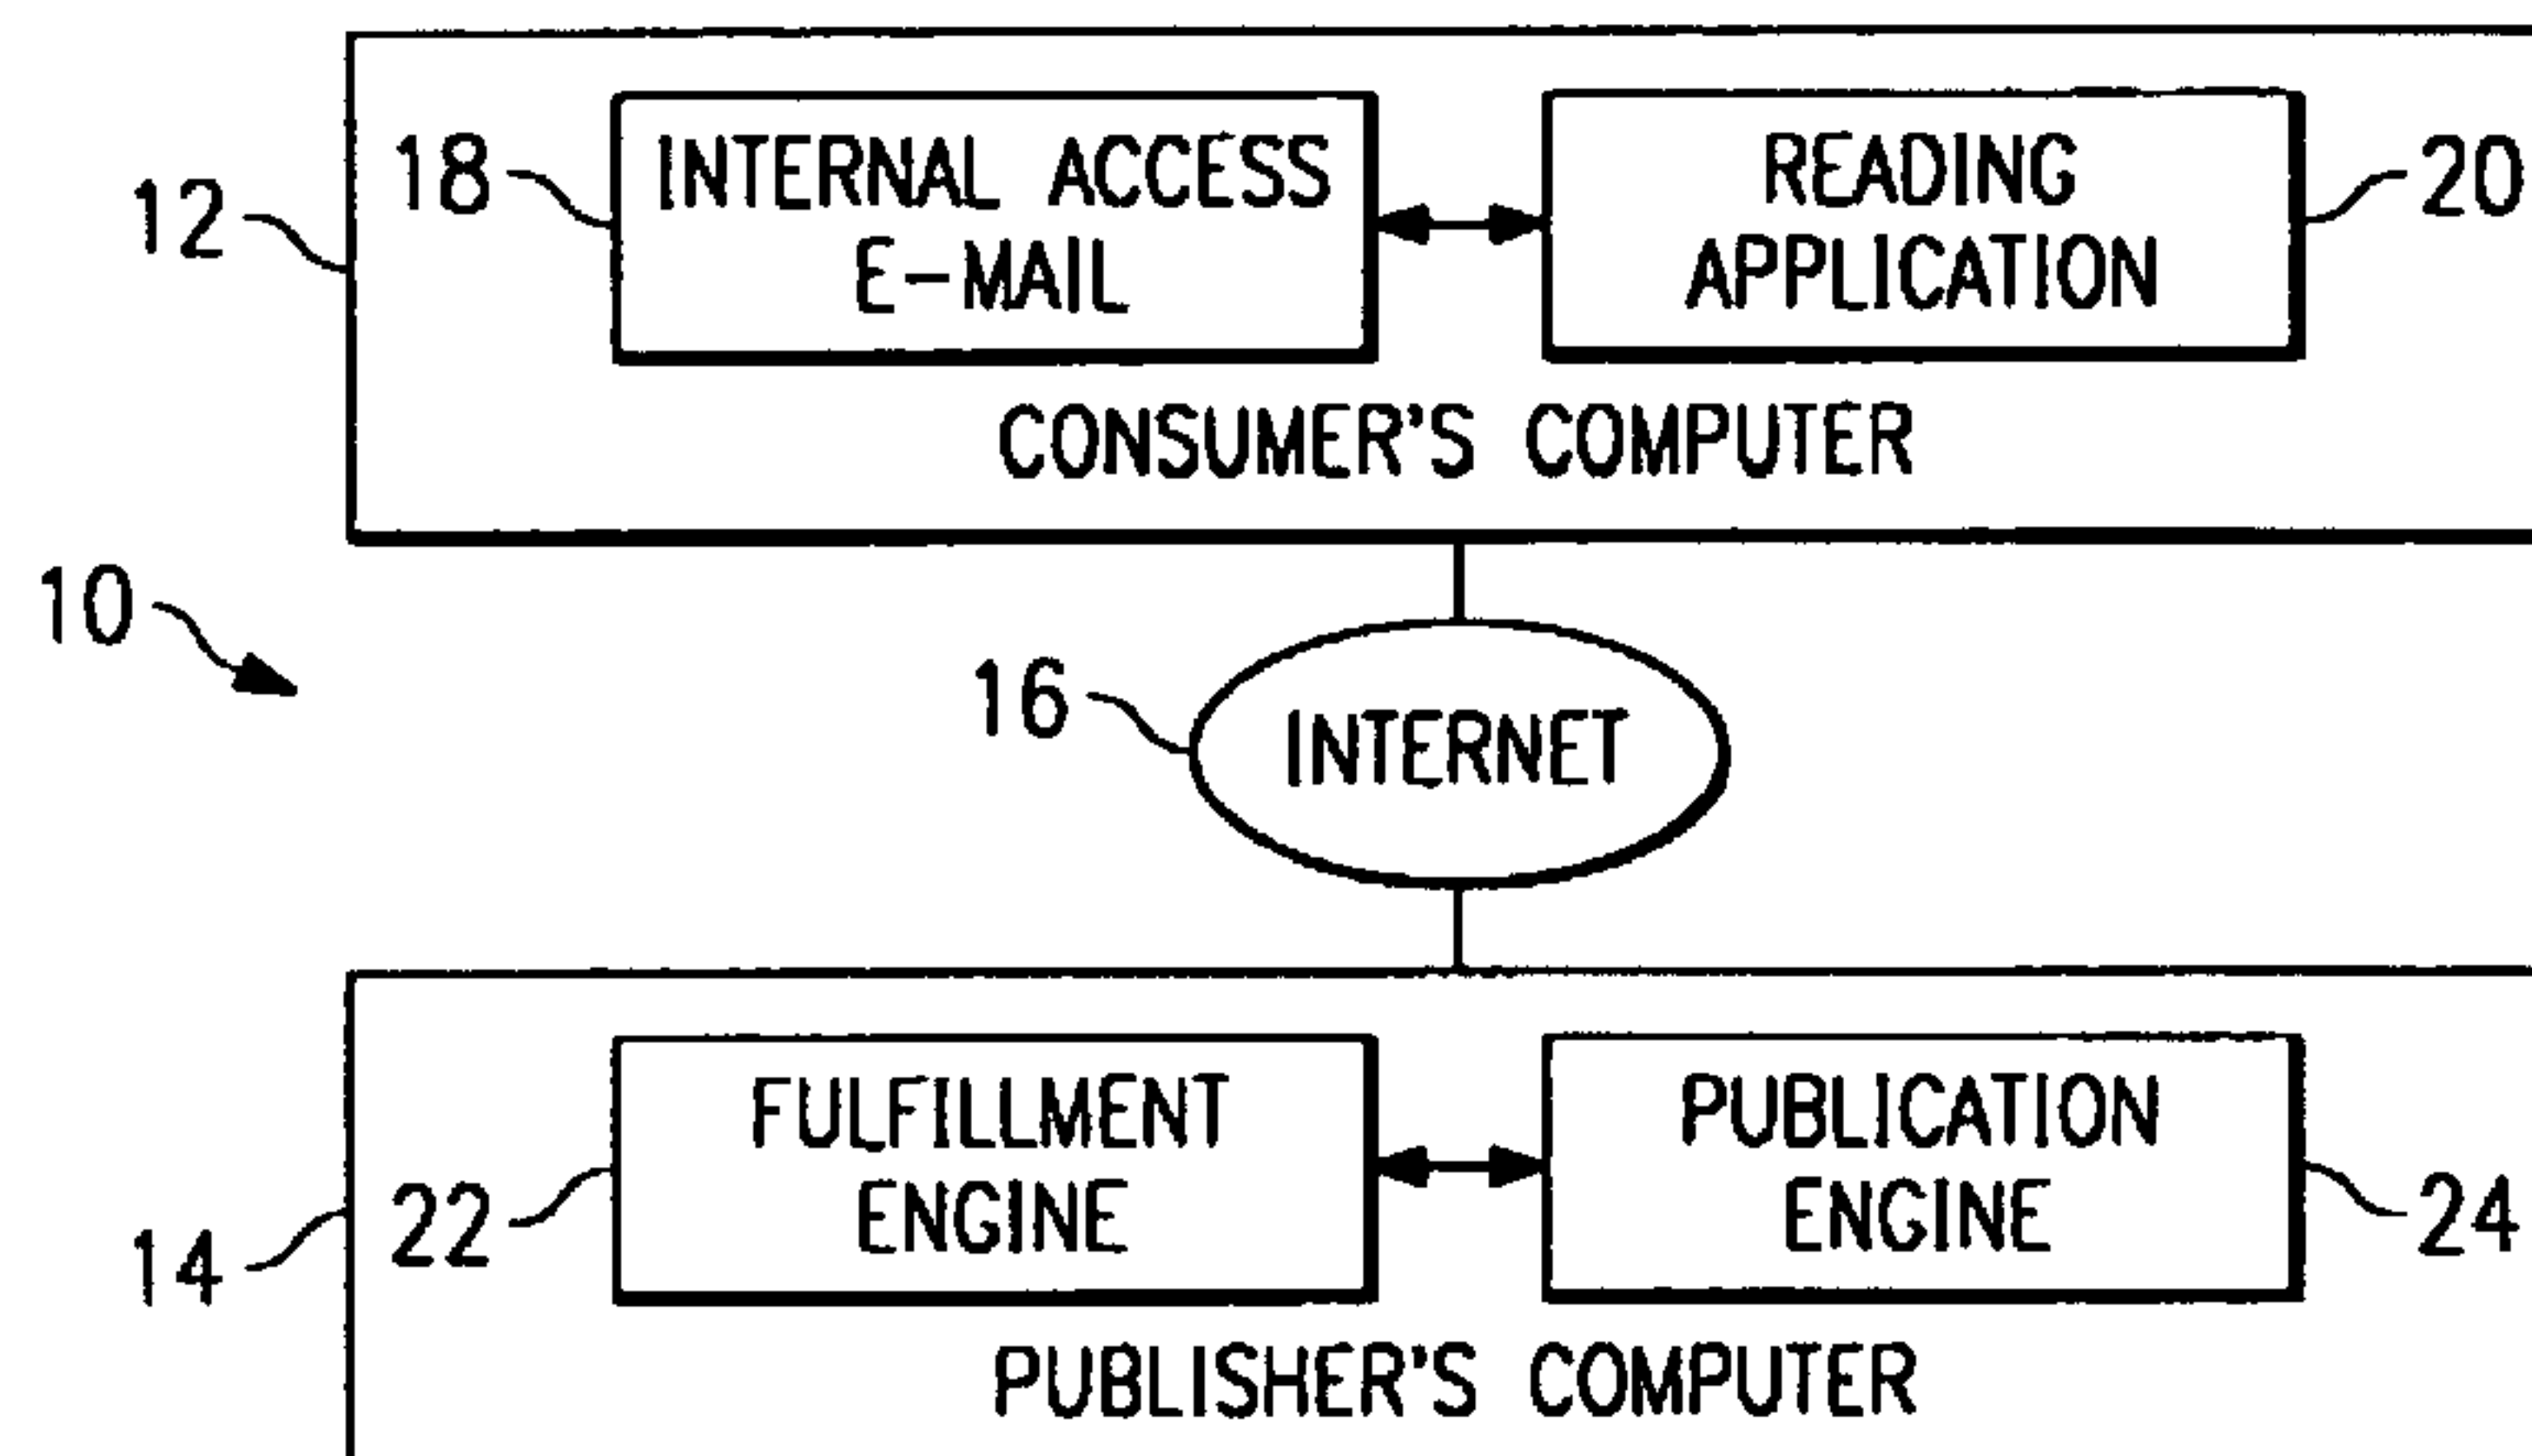 12
18
INTERNAL ACCESS
E-MAIL
READING
APPLICATION
20
CONSUMER'S COMPUTER
10
16
INTERNET
14
22
FULFILLMENT
ENGINE
PUBLICATION
ENGINE
24
PUBLISHER'S COMPUTER